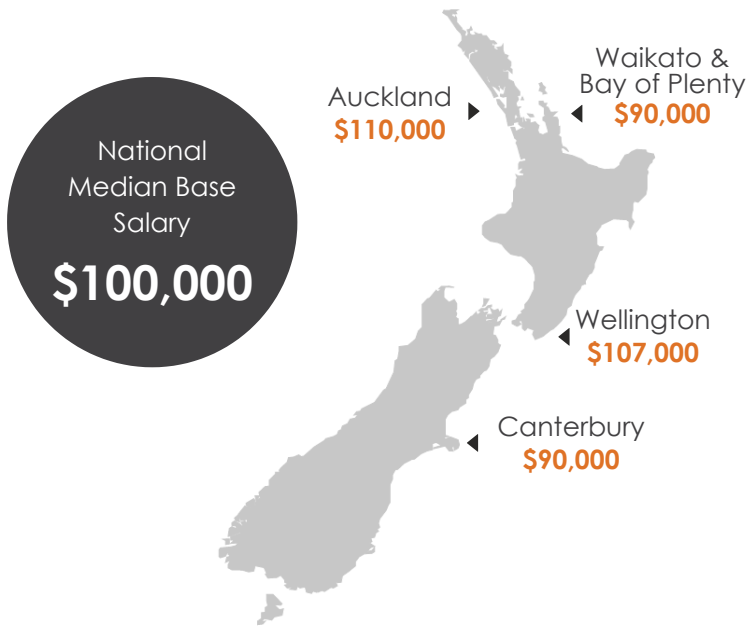 National
Median Base
Salary
$100,000
Auckland
$110,000
Waikato &
Bay of Plenty
$90,000
Wellington
$107,000
Canterbury
$90,000